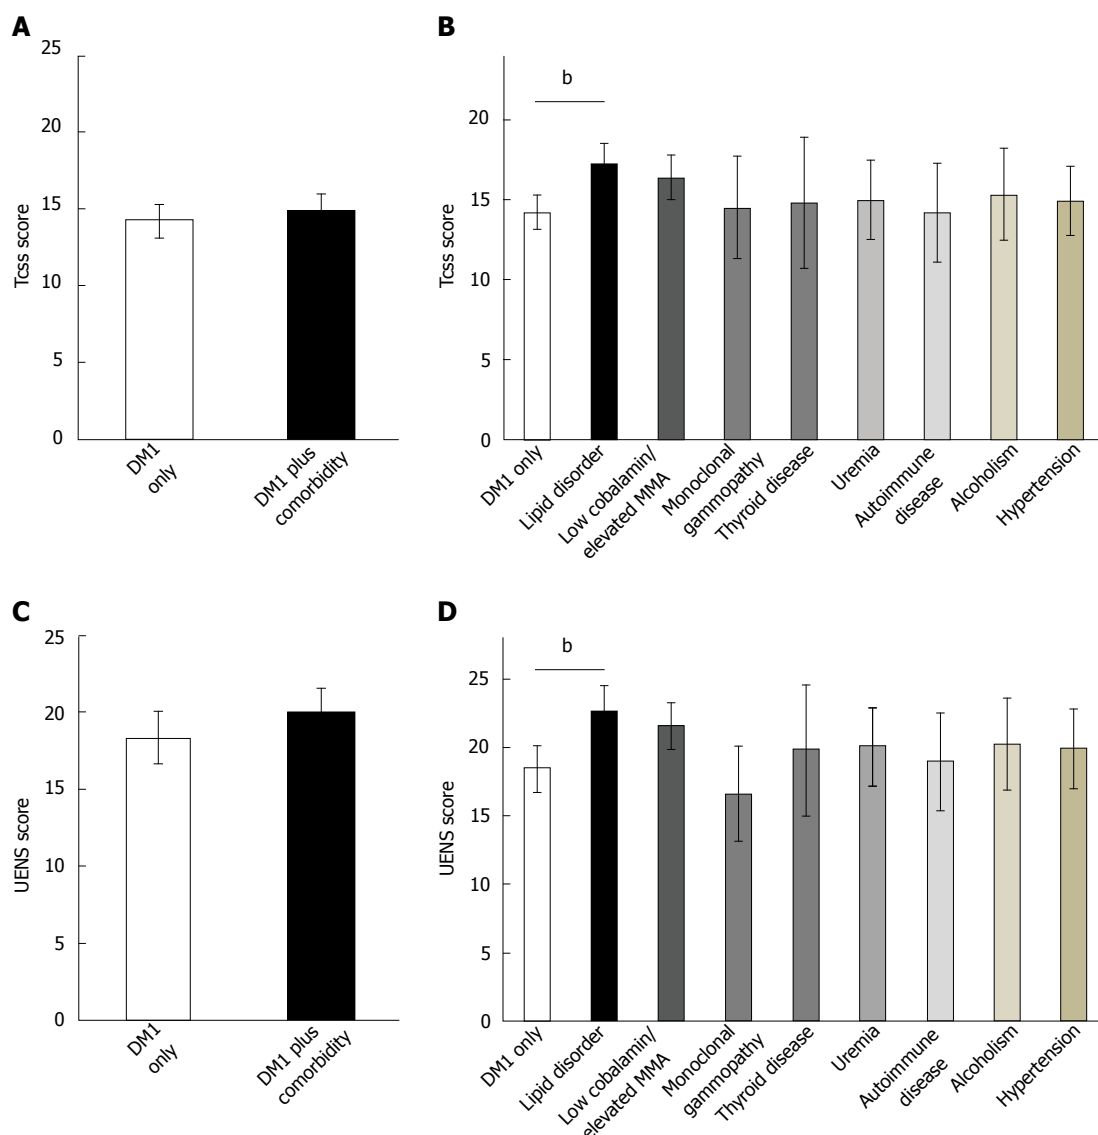 A
25
20
15
10
5
0
Tcss score
DM1
only
DM1 plus
comorbidity
B
b
20
15
10
5
0
Tcss score
DM1 only
Lipid disorder
Low cobalamin/
elevated MMA
Monoclonal
gammopathy
Thyroid disease
Uremia
Autoimmune
disease
Alcoholism
Hypertension
C
25
20
15
10
5
0
UENS score
DM1
only
DM1 plus
comorbidity
D
b
25
20
15
10
5
0
UENS score
DM1 only
Lipid disorder
Low cobalamin/
elevated MMA
Monoclonal
gammopathy
Thyroid disease
Uremia
Autoimmune
disease
Alcoholism
Hypertension